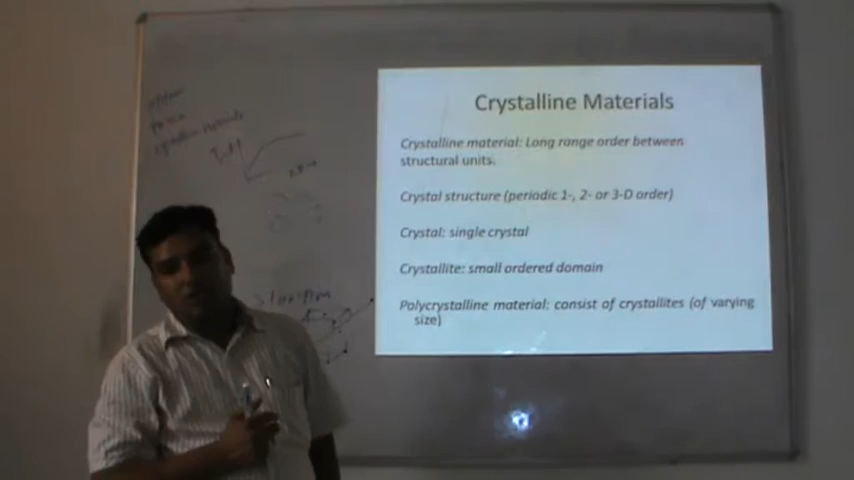 Crystalline Materials
Crystalline material: Long range order between
structural units.
Crystal structure (periodic 1-, 2- or 3-D order)
Crystal: single crystal
Crystallite: small ordered domain
Polycrystalline material: consist of crystallites (of varying
size)